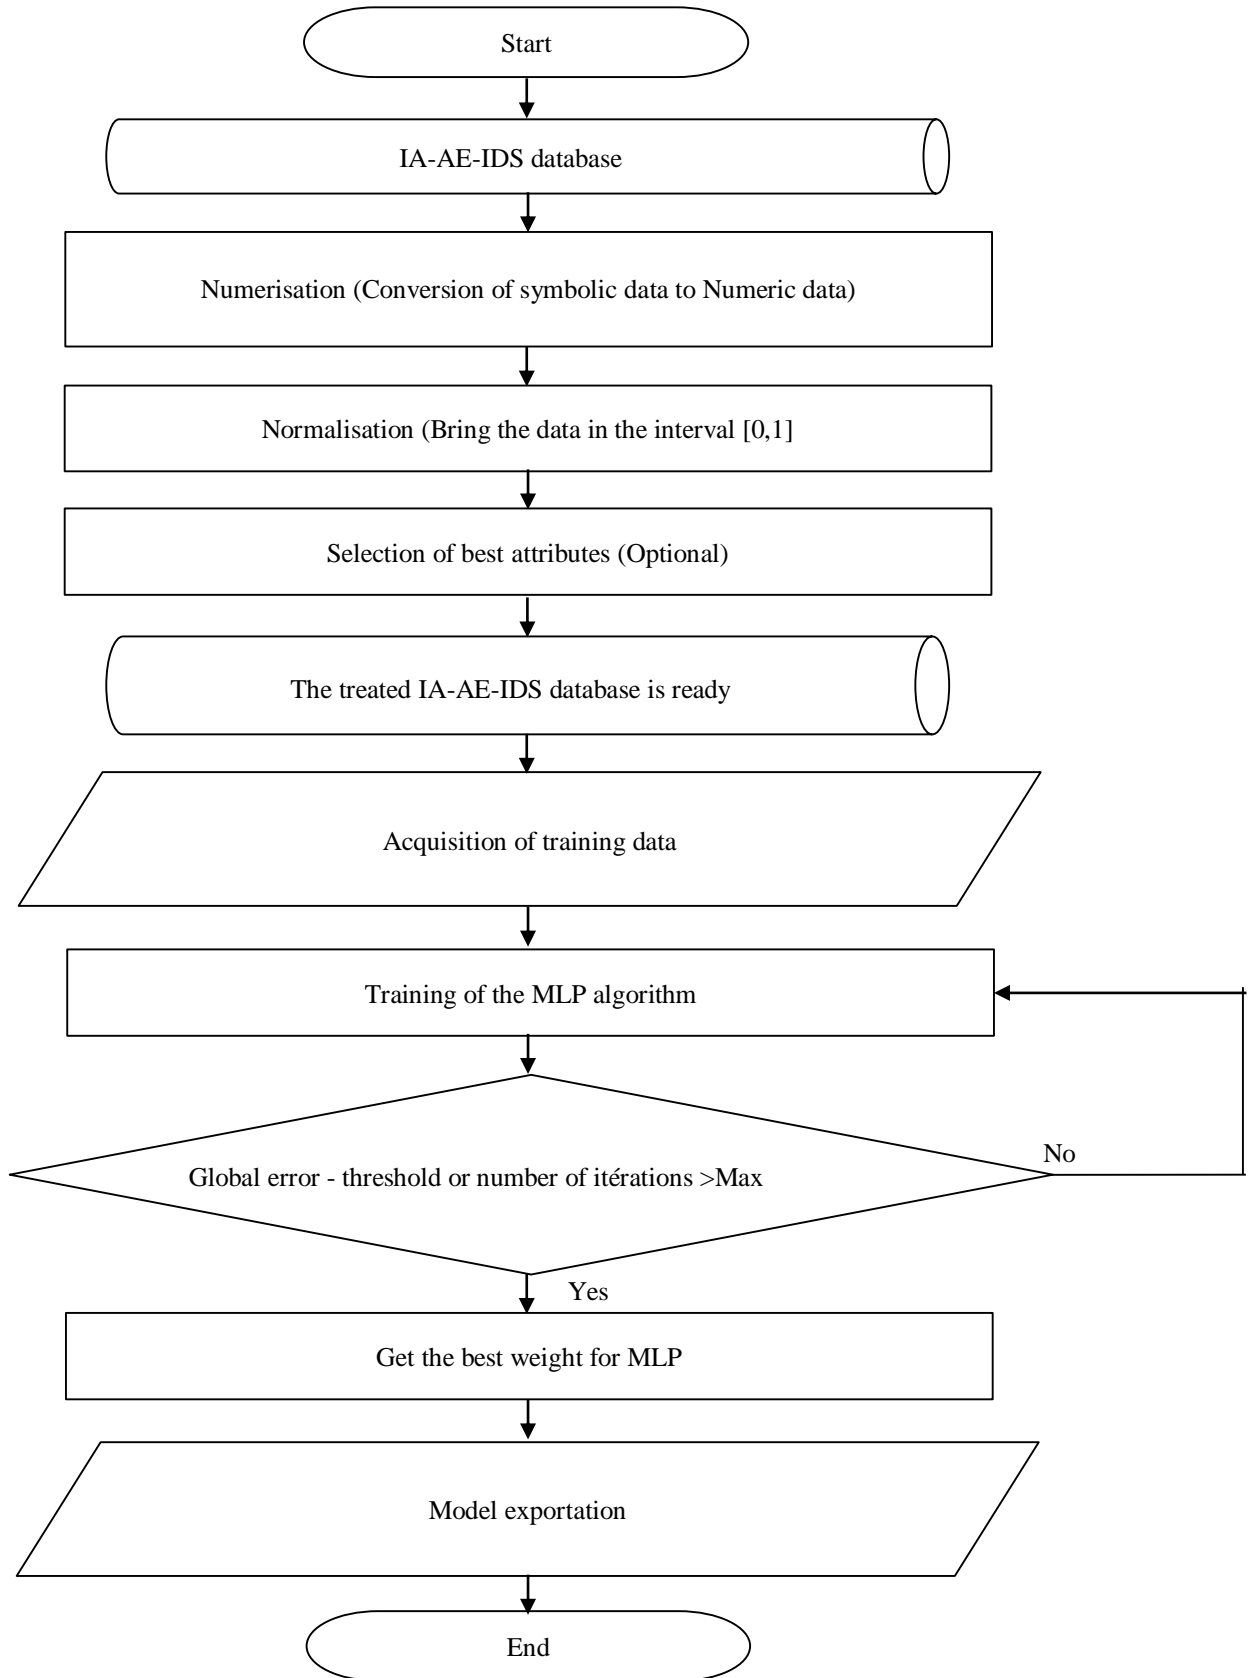 Start
IA-AE-IDS database
Numerisation (Conversion of symbolic data to Numeric data)
Normalisation (Bring the data in the interval [0,1]
Selection of best attributes (Optional)
The treated IA-AE-IDS database is ready
Acquisition of training data
Training of the MLP algorithm
No
Global error - threshold or number of itérations >Max
Yes
Get the best weight for MLP
Model exportation
End